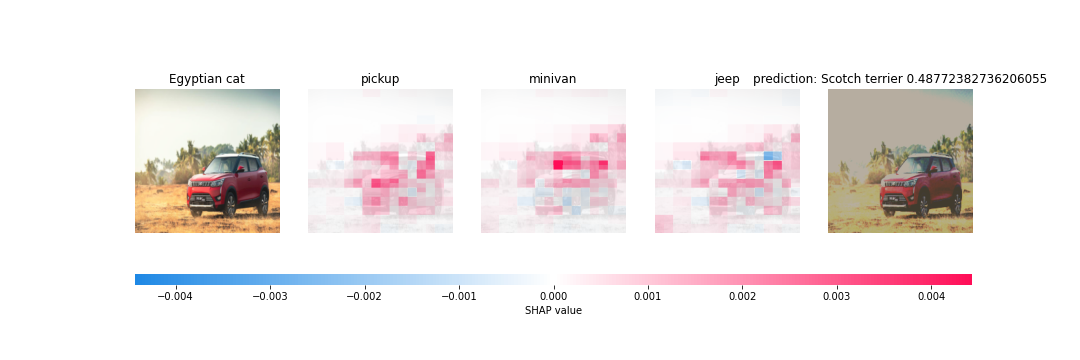 Egyptian cat
pickup
minivan
jeep
prediction: Scotch terrier 0.48772382736206055
−0.004 −0.003 −0.002 −0.001 0.000 0.001 0.002 0.003 0.004
SHAP value